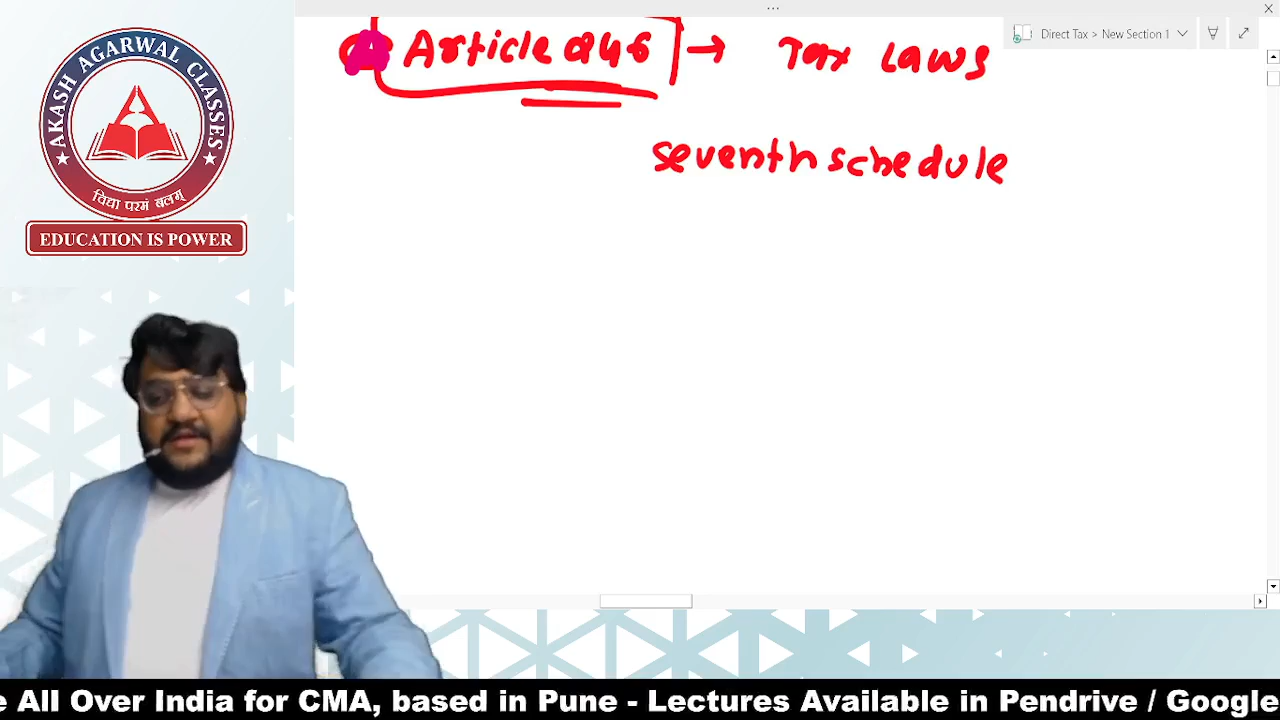 Article 246 → Tax Laws
seventh schedule
Direct Tax > New Section 1
AKASH AGARWAL CLASSES
विद्या परमं बलम्
EDUCATION IS POWER
e All Over India for CMA, based in Pune - Lectures Available in Pendrive / Google